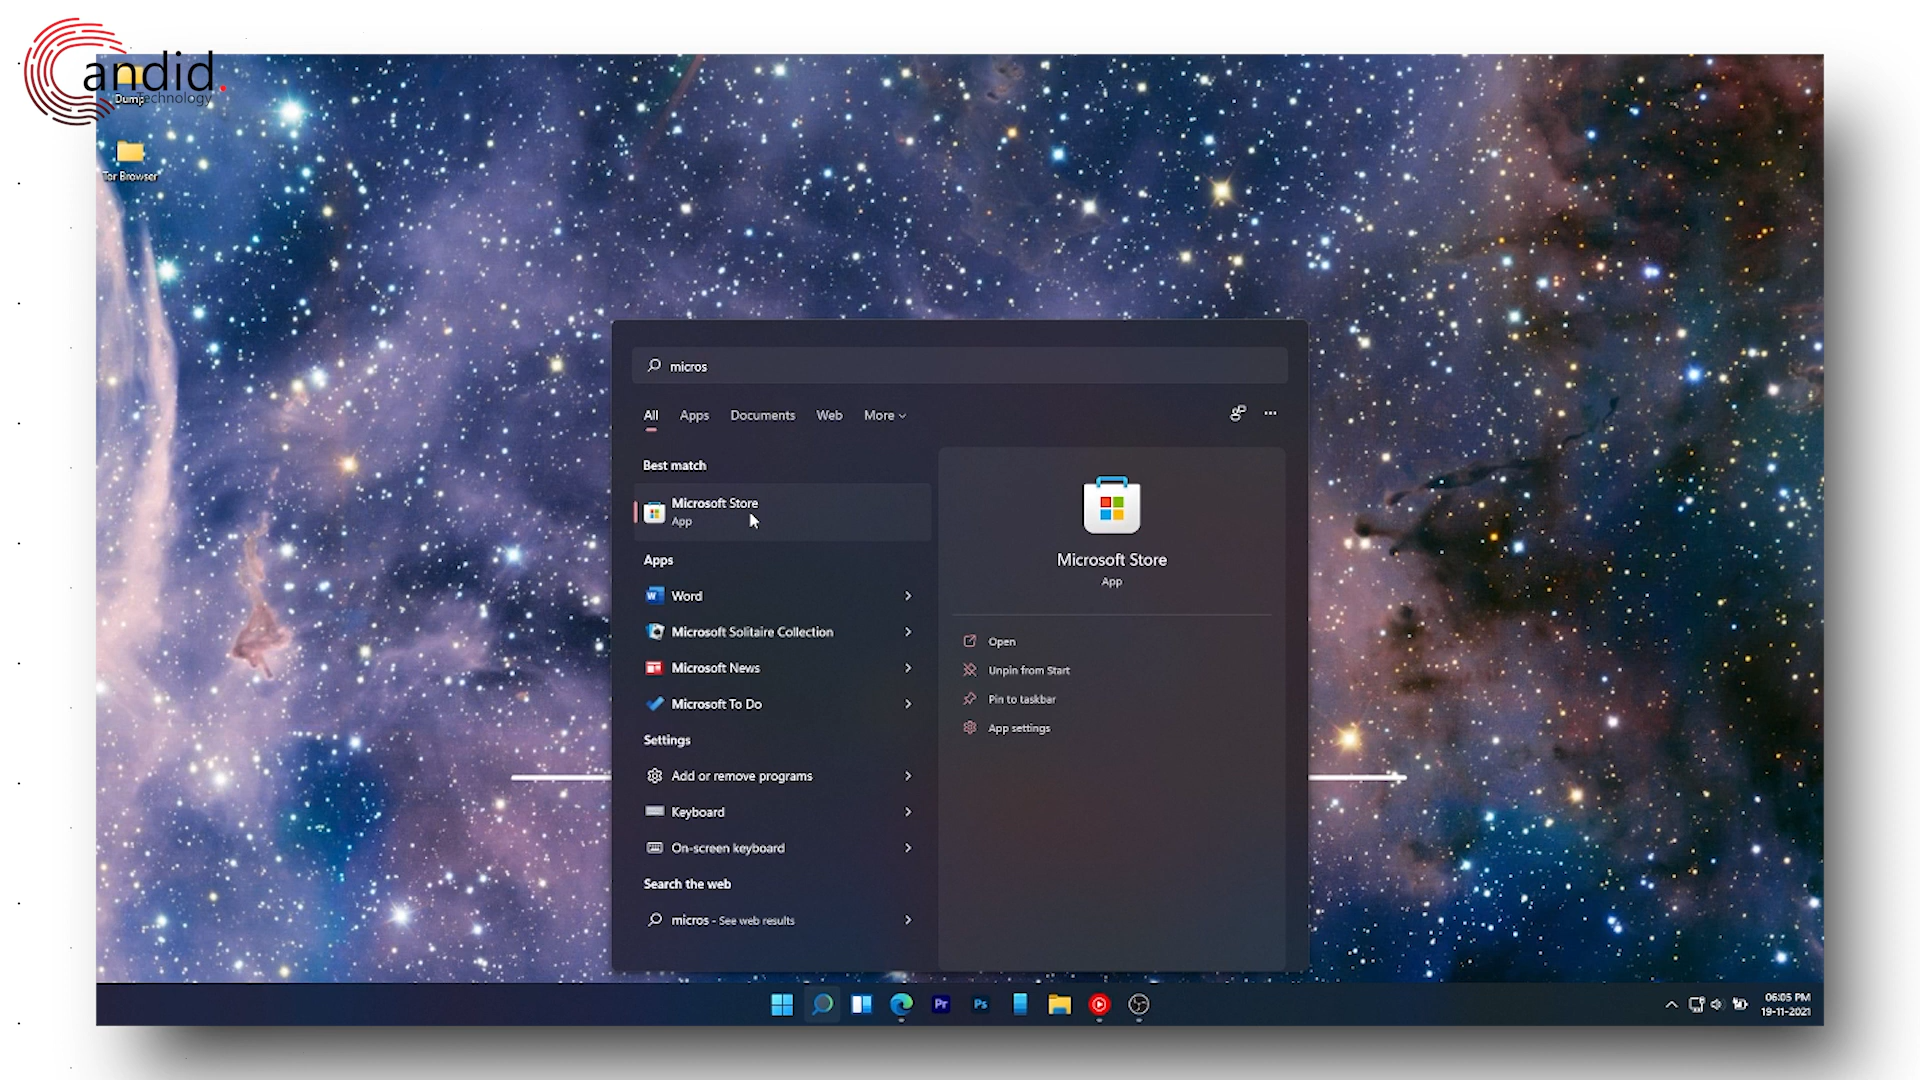 andid.
Technology
Dump
Tor Browser
micros
All Apps Documents Web More
Best match
Microsoft Store
App
Apps
Word
Microsoft Solitaire Collection
Microsoft News
Microsoft To Do
Settings
Add or remove programs
Keyboard
On-screen keyboard
Search the web
micros - See web results
Microsoft Store
App
Open
Unpin from Start
Pin to taskbar
App settings
Pr
Ps
06:05 PM
19-11-2021